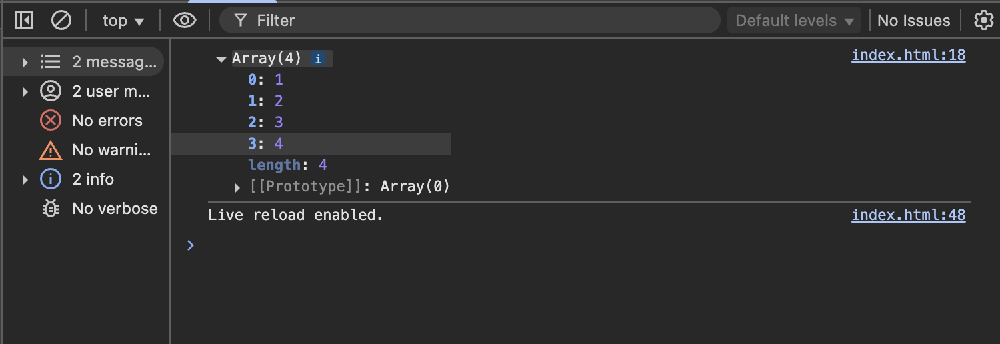 top ▼ Filter Default levels ▼ No Issues
2 messag...
2 user m...
No errors
No warni...
2 info
No verbose
▼ Array(4) i index.html:18
0: 1
1: 2
2: 3
3: 4
length: 4
▶ [[Prototype]]: Array(0)
Live reload enabled. index.html:48